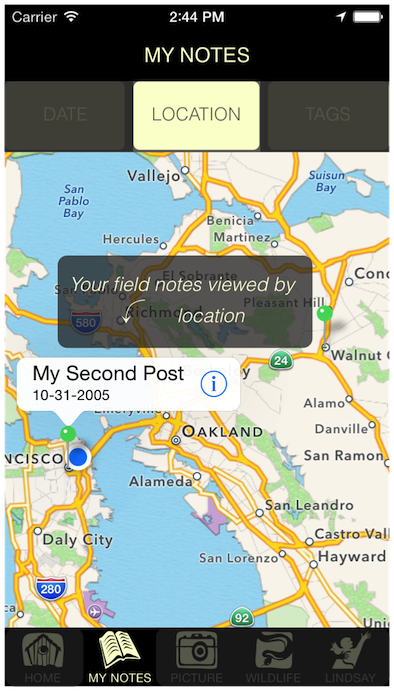 Carrier 2:44 PM
MY NOTES
DATE LOCATION TAGS
Vallejo
San
Pablo
Bay
Suisun
Bay
Benicia
Hercules
Martinez
El Sobrante
Conc
Your field notes viewed by
location
Pleasant Hill
Richmond
580
24
Walnut C
My Second Post
10-31-2005
Emeryville
OAKLAND
Alamo
Danville
NCISCO
San Ramon
Alameda
San Leandro
Daly City
Castro Vall
San Lorenzo
Hayward
280
92
Unio
HOME MY NOTES PICTURE WILDLIFE LINDSAY